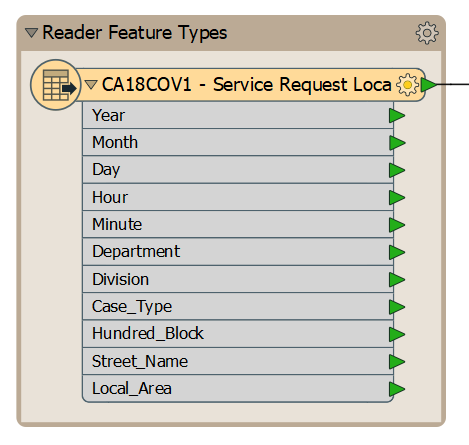 Reader Feature Types
CA18COV1 - Service Request Loca
Year
Month
Day
Hour
Minute
Department
Division
Case_Type
Hundred_Block
Street_Name
Local_Area